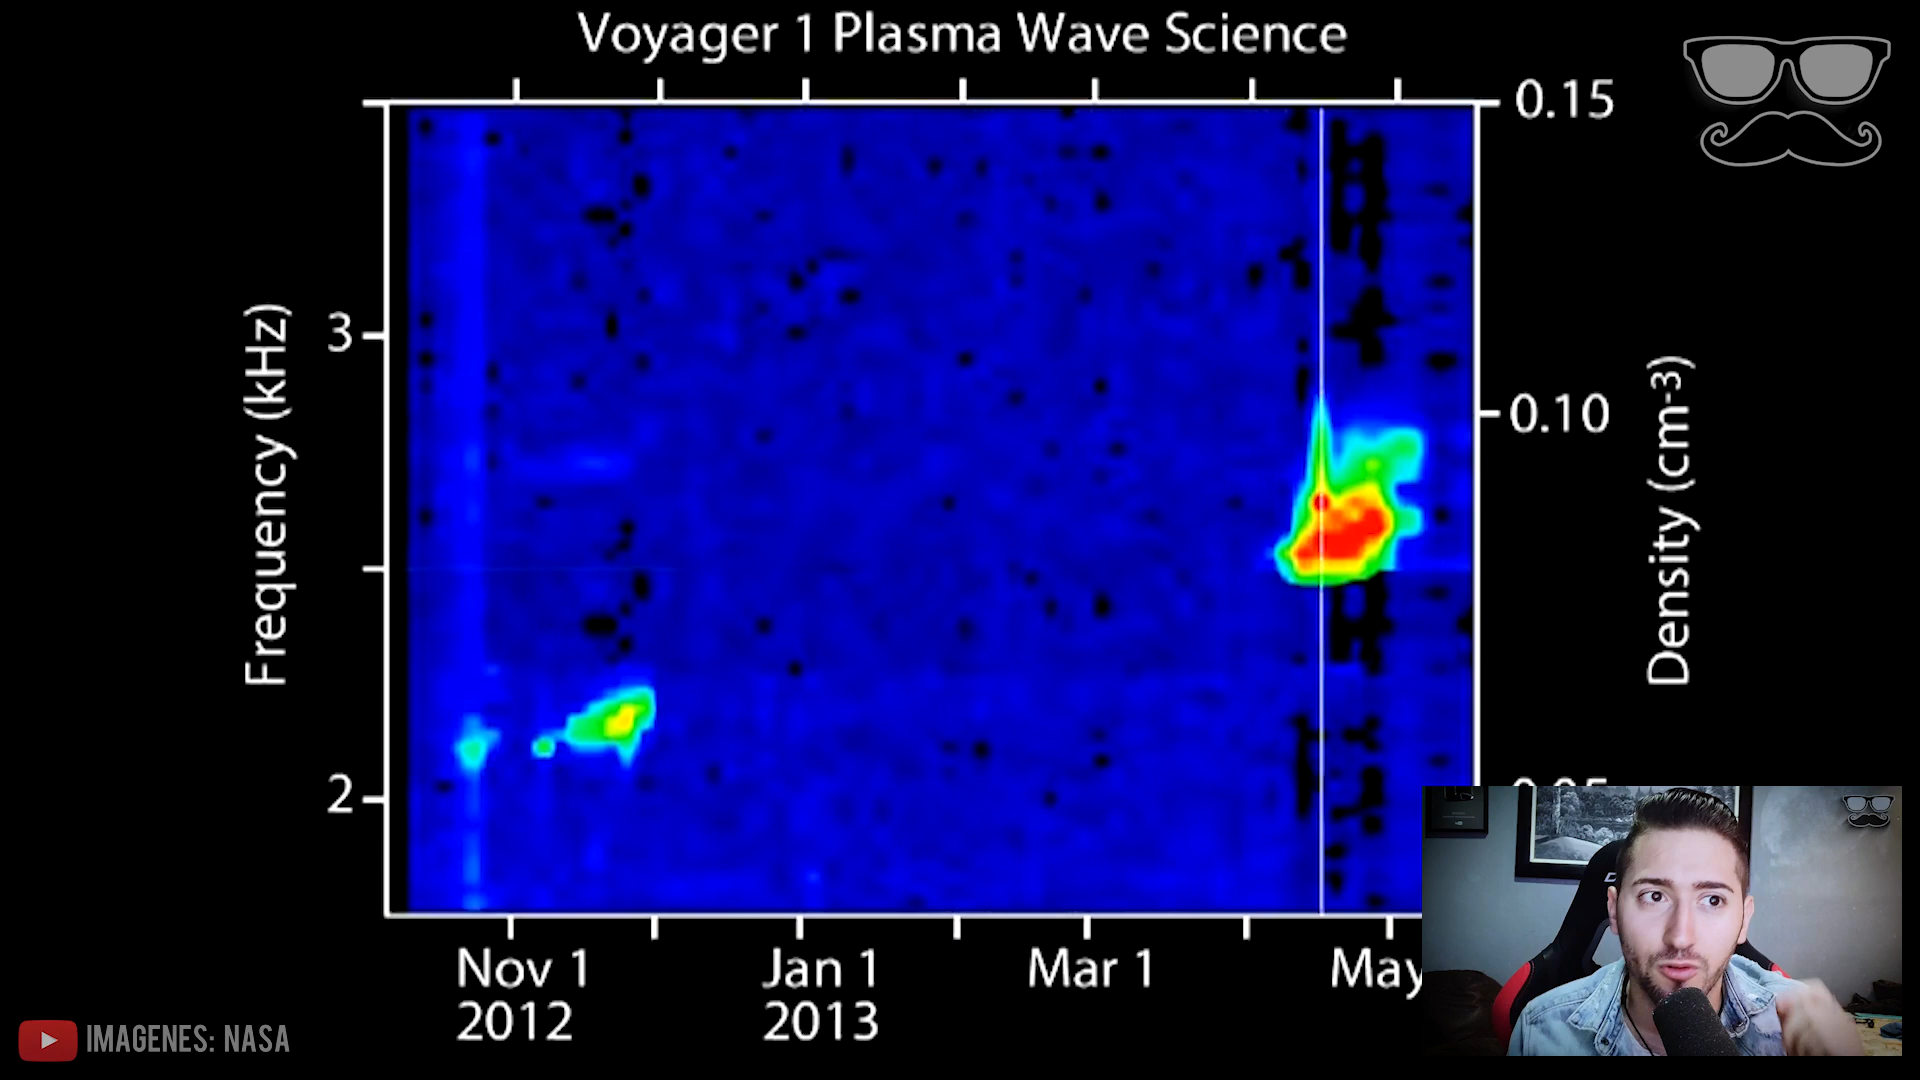 Voyager 1 Plasma Wave Science
0.15
3
0.10
2
Frequency (kHz)
Density (cm-3)
Nov 1
2012
Jan 1
2013
Mar 1
May
IMAGENES: NASA